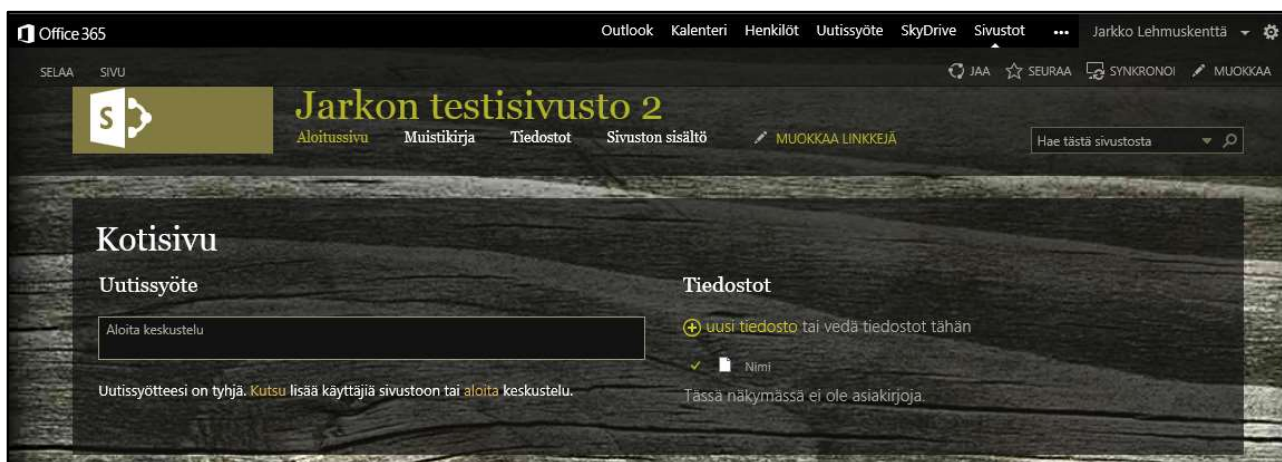 Office 365 Outlook Kalenteri Henkilöt Uutissyöte SkyDrive Sivustot ••• Jarkko Lehmuskenttä
SELAA SIVU JAA SEURAA SYNKRONOI MUOKKAA
S
Jarkon testisivusto 2
Aloitussivu Muistikirja Tiedostot Sivuston sisältö MUOKKAA LINKKEJÄ
Hae tästä sivustosta
Kotisivu
Uutissyöte
Aloita keskustelu
Uutissyötteesi on tyhjä. Kutsu lisää käyttäjiä sivustoon tai aloita keskustelu.
Tiedostot
uusi tiedosto tai vedä tiedostot tähän
Nimi
Tässä näkymässä ei ole asiakirjoja.